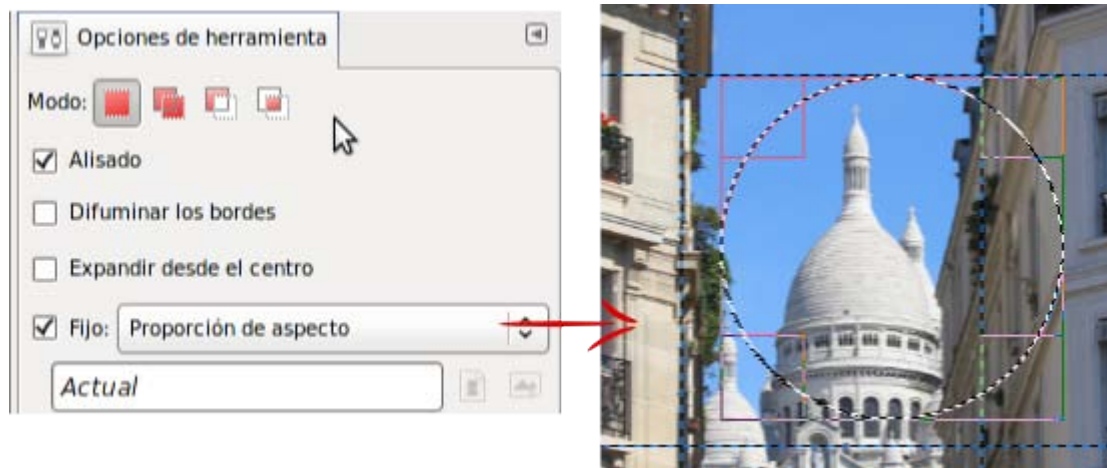 Opciones de herramienta
Modo:
Alisado
Difuminar los bordes
Expandir desde el centro
Fijo: Proporción de aspecto
Actual